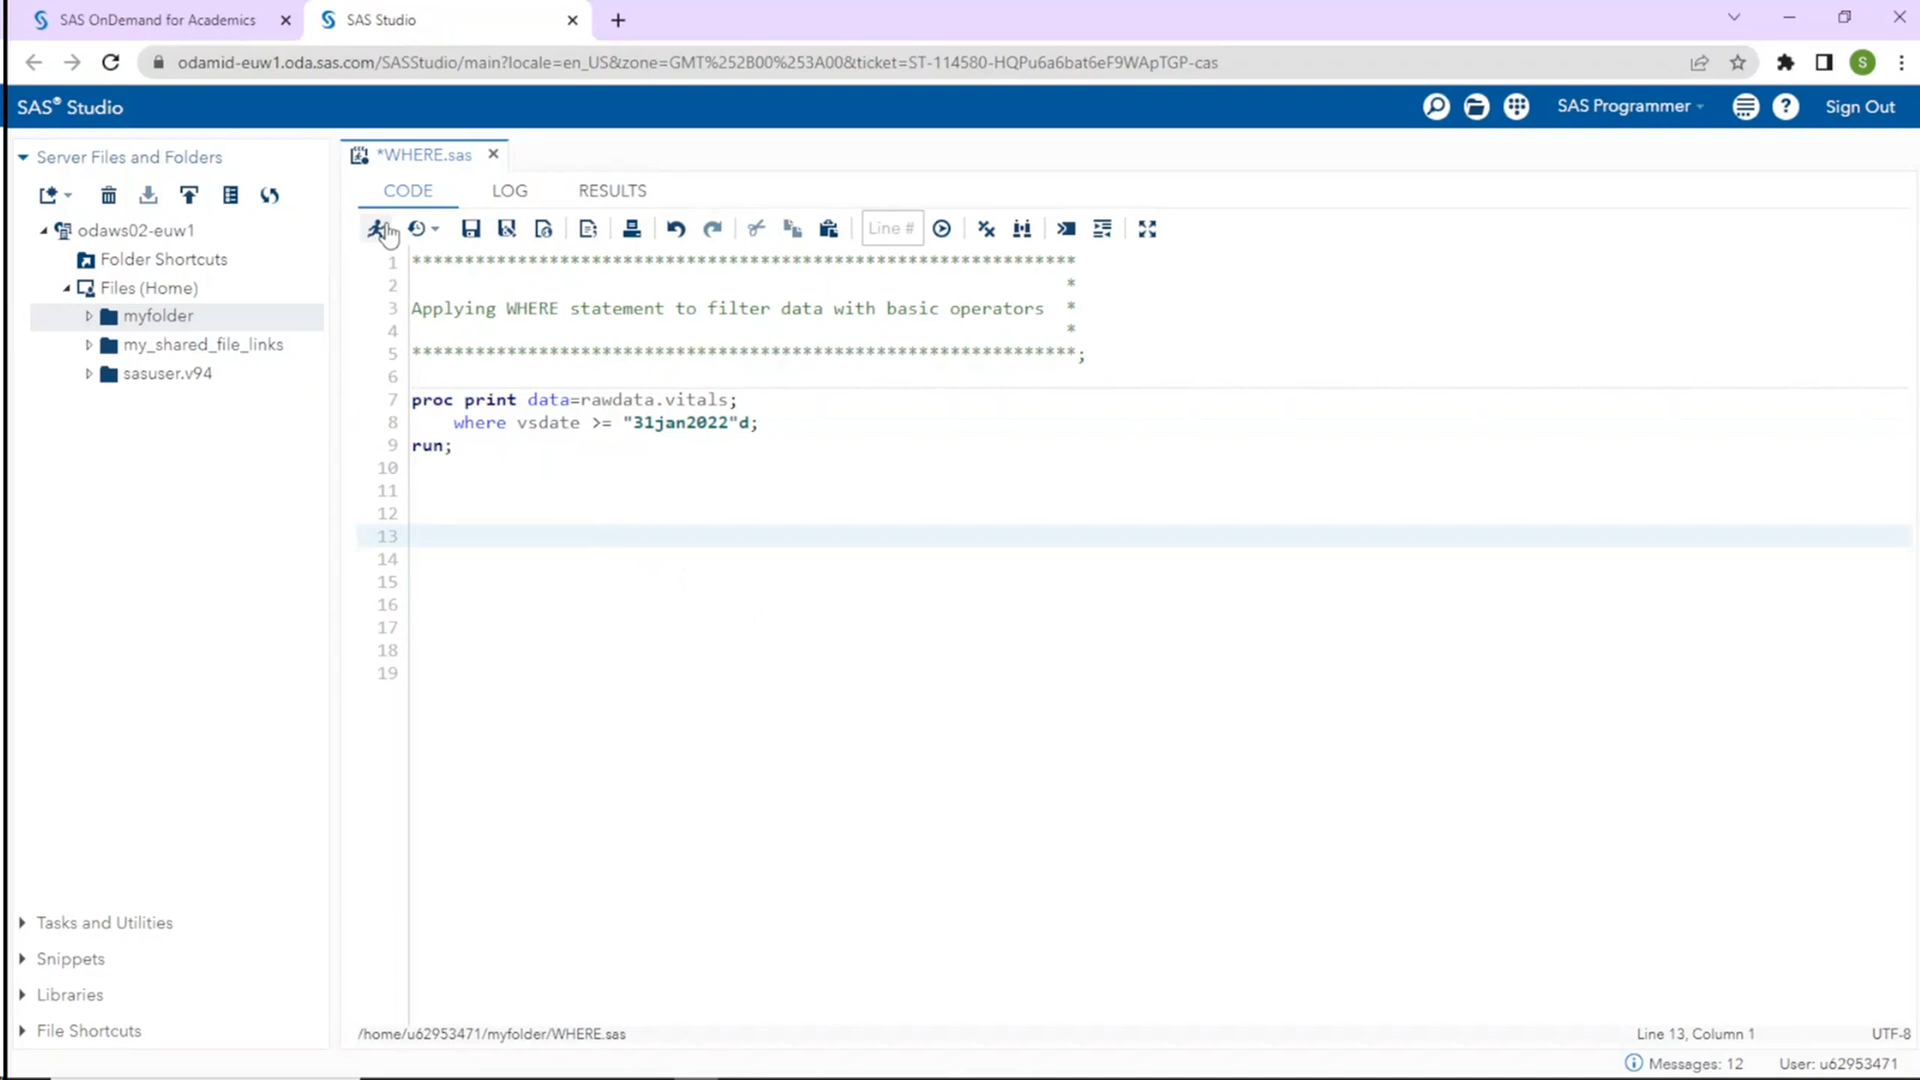 SAS OnDemand for Academics
SAS Studio
odamid-euw1.oda.sas.com/SASStudio/main?locale=en_US&zone=GMT%252B00%253A00&ticket=ST-114580-HQPu6a6bat6eF9WApTGP-cas
S
SAS® Studio
SAS Programmer
Sign Out
Server Files and Folders
odaws02-euw1
Folder Shortcuts
Files (Home)
myfolder
my_shared_file_links
sasuser.v94
Tasks and Utilities
Snippets
Libraries
File Shortcuts
*WHERE.sas
CODE LOG RESULTS
Line #
1 ***************************************************************
2 *
3 Applying WHERE statement to filter data with basic operators *
4 *
5 ***************************************************************;
6
7 proc print data=rawdata.vitals;
8 where vsdate >= "31jan2022"d;
9 run;
10
11
12
13
14
15
16
17
18
19
/home/u62953471/myfolder/WHERE.sas
Line 13, Column 1
UTF-8
Messages: 12
User: u62953471